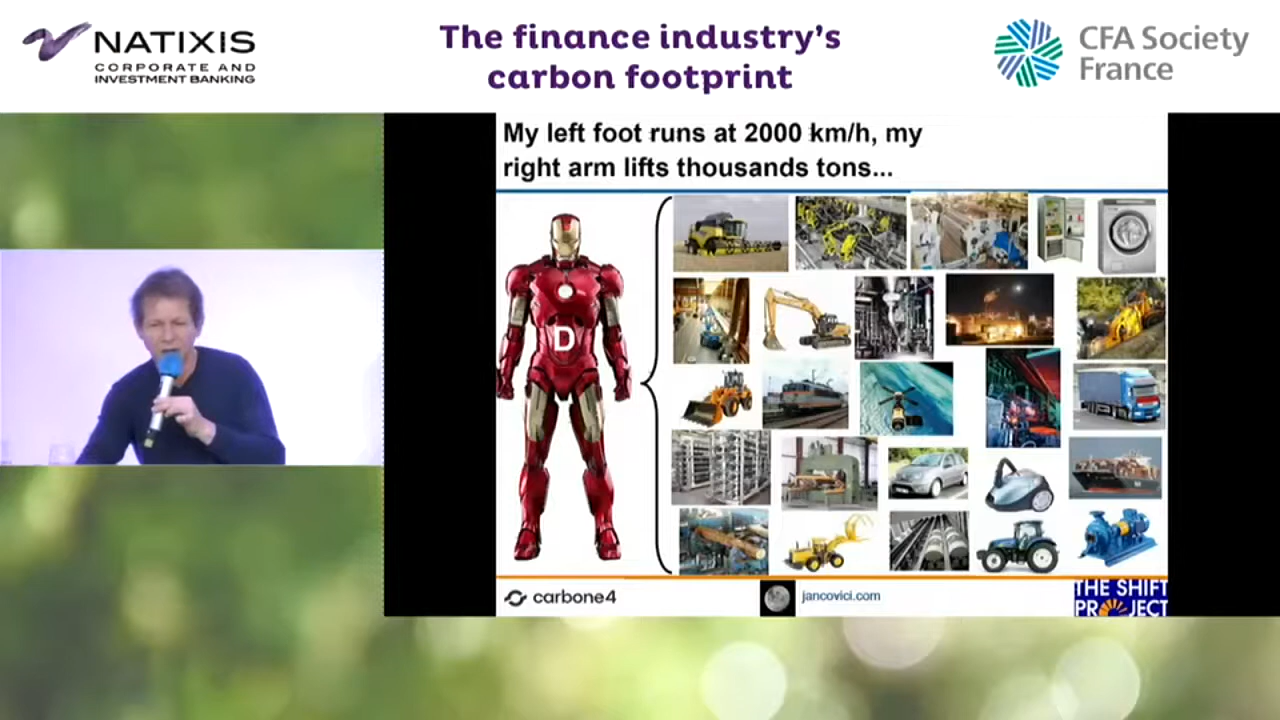 NATIXIS
CORPORATE AND
INVESTMENT BANKING
The finance industry's
carbon footprint
CFA Society
France
My left foot runs at 2000 km/h, my
right arm lifts thousands tons...
D
carbone4
jancovici.com
THE SHIFT
PROJECT